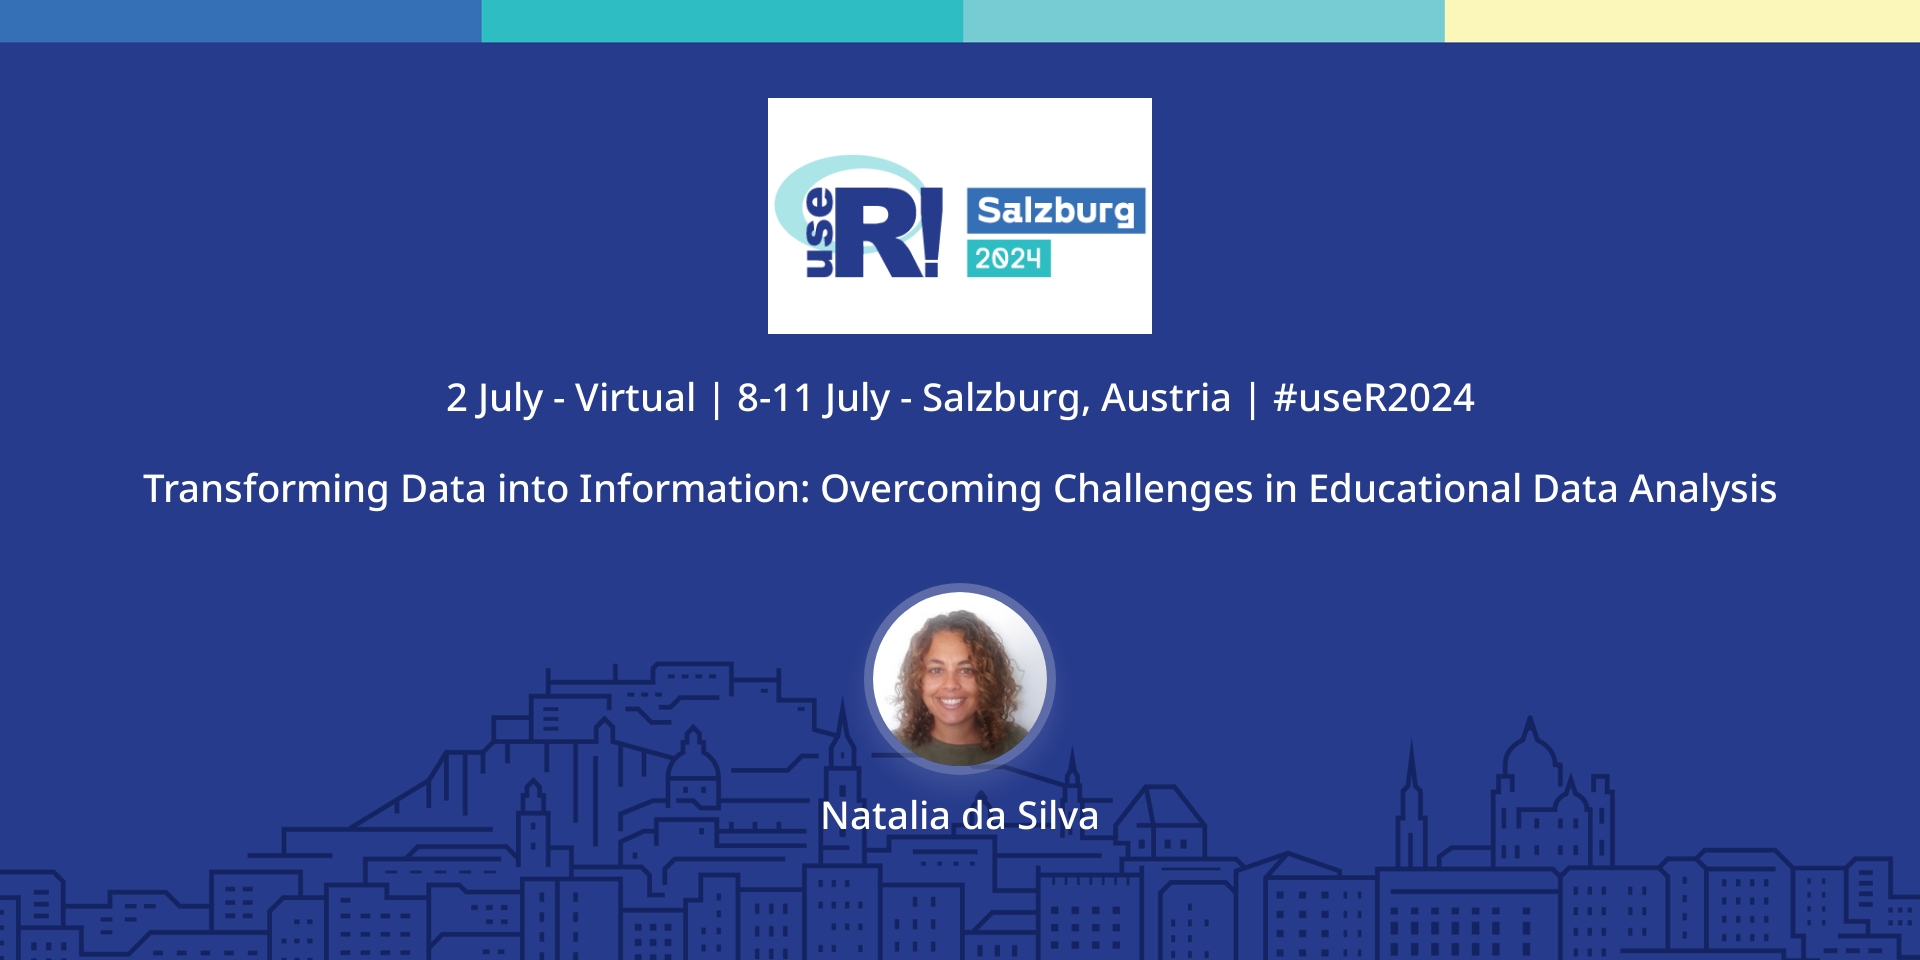 use
R!
Salzburg
2024
2 July - Virtual | 8-11 July - Salzburg, Austria | #useR2024
Transforming Data into Information: Overcoming Challenges in Educational Data Analysis
Natalia da Silva